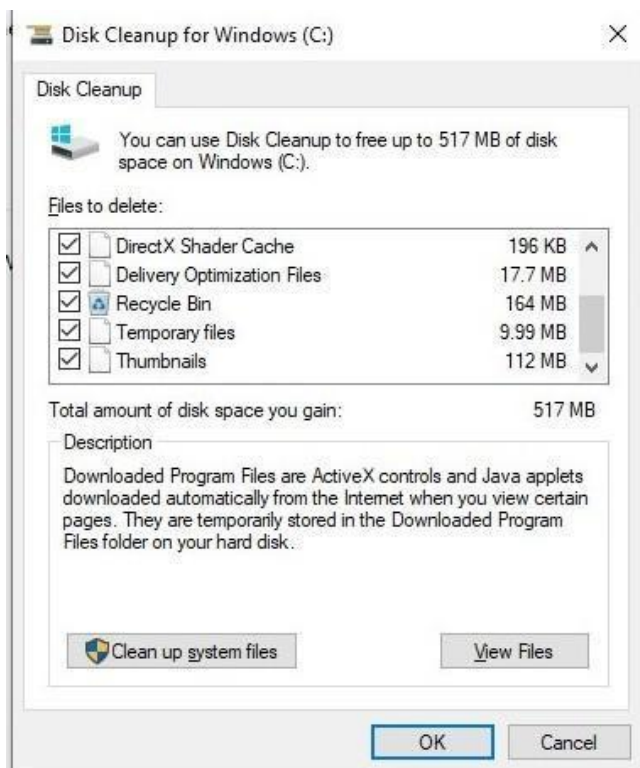 Disk Cleanup for Windows (C:)
Disk Cleanup
You can use Disk Cleanup to free up to 517 MB of disk
space on Windows (C:).
Files to delete:
DirectX Shader Cache 196 KB
Delivery Optimization Files 17.7 MB
Recycle Bin 164 MB
Temporary files 9.99 MB
Thumbnails 112 MB
Total amount of disk space you gain: 517 MB
Description
Downloaded Program Files are ActiveX controls and Java applets
downloaded automatically from the Internet when you view certain
pages. They are temporarily stored in the Downloaded Program
Files folder on your hard disk.
Clean up system files View Files
OK Cancel